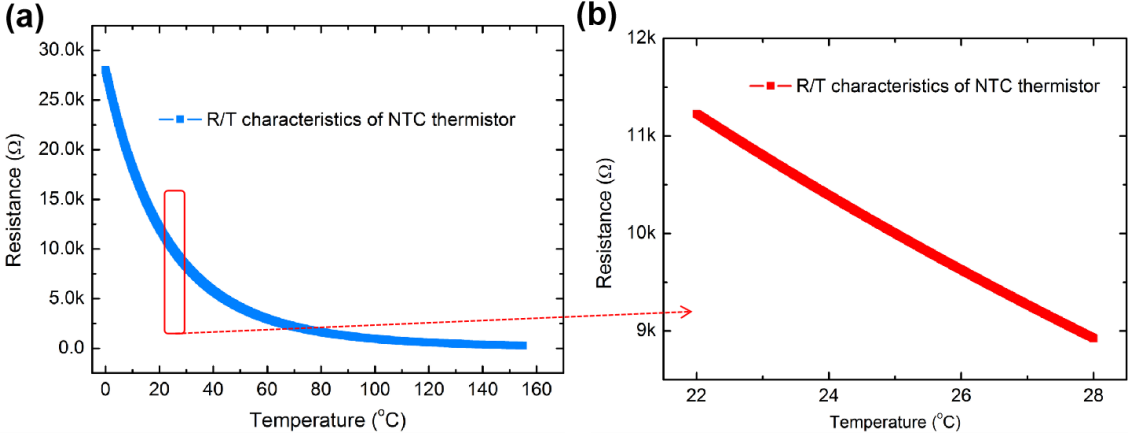 (a)
30.0k
25.0k
20.0k
15.0k
10.0k
5.0k
0.0
Resistance (Ω)
R/T characteristics of NTC thermistor
0 20 40 60 80 100 120 140 160
Temperature (°C)
(b)
12k
11k
10k
9k
Resistance (Ω)
R/T characteristics of NTC thermistor
22 24 26 28
Temperature (°C)